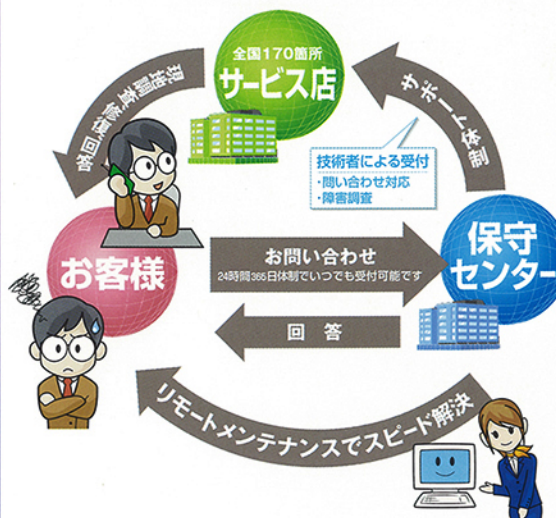 全国170箇所
サービス店
現地調査・修復・回答
サポート体制
技術者による受付
・問い合わせ対応
・障害調査
お客様
お問い合わせ
24時間365日体制でいつでも受付可能です
保守
センター
回答
リモートメンテナンスでスピード解決